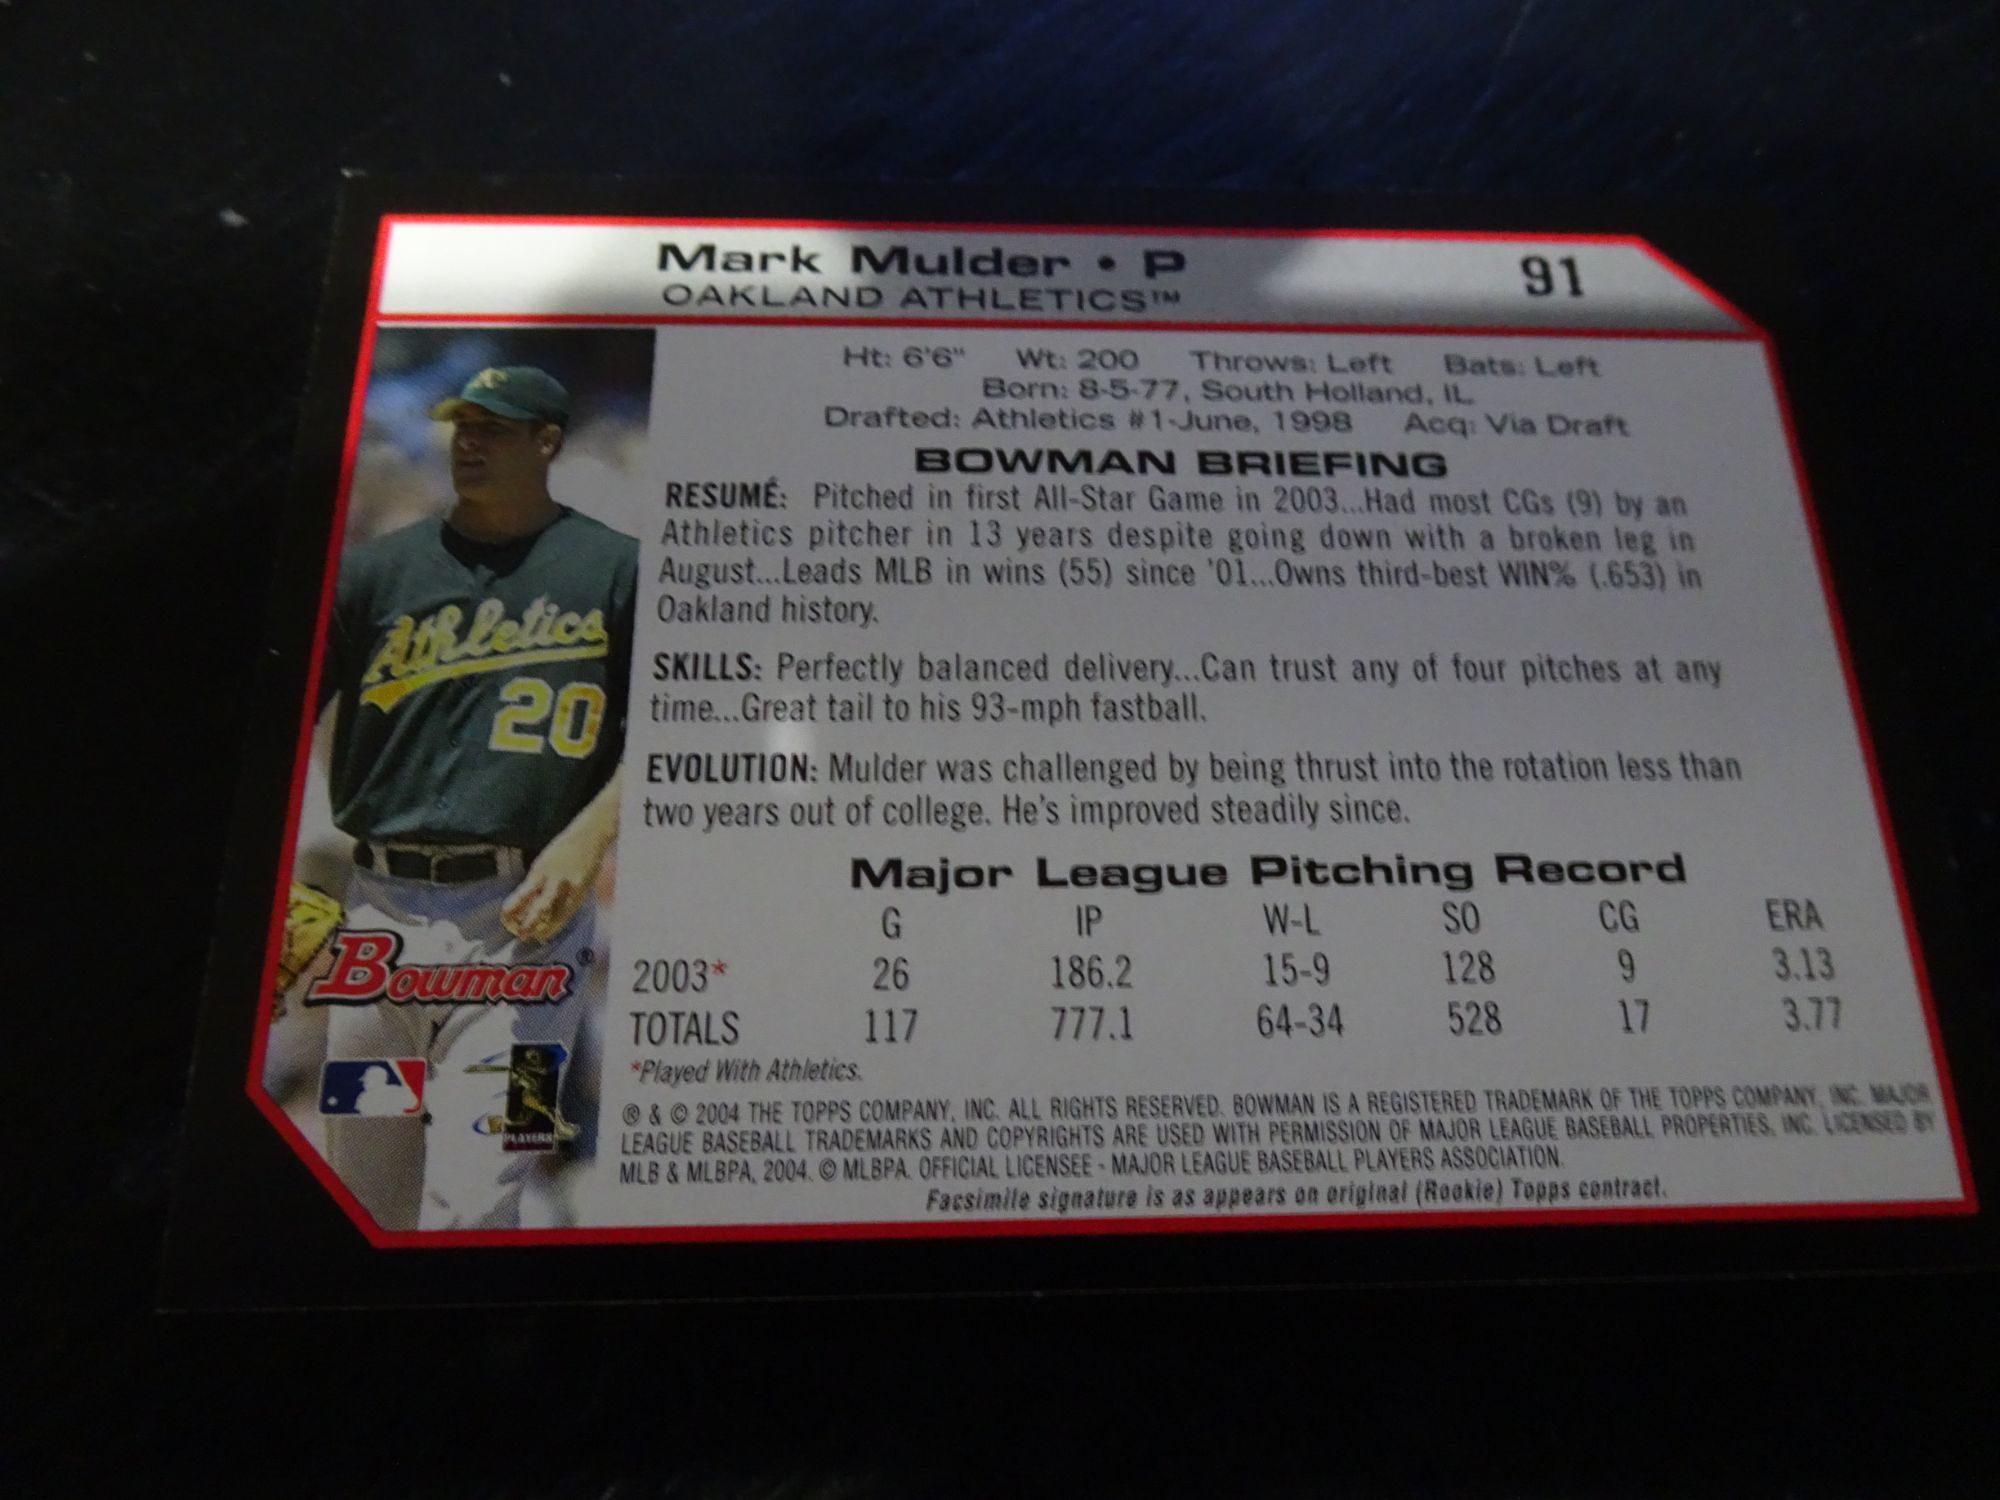 Mark Mulder • P
OAKLAND ATHLETICS™
91
Ht: 6'6" Wt: 200 Throws: Left Bats: Left
Born: 8-5-77, South Holland, IL
Drafted: Athletics #1-June, 1998 Acq: Via Draft
BOWMAN BRIEFING
RESUMÉ: Pitched in first All-Star Game in 2003...Had most CGs (9) by an
Athletics pitcher in 13 years despite going down with a broken leg in
August...Leads MLB in wins (55) since '01...Owns third-best WIN% (.653) in
Oakland history.
SKILLS: Perfectly balanced delivery...Can trust any of four pitches at any
time...Great tail to his 93-mph fastball.
EVOLUTION: Mulder was challenged by being thrust into the rotation less than
two years out of college. He's improved steadily since.
Major League Pitching Record
G IP W-L SO CG ERA
2003* 26 186.2 15-9 128 9 3.13
TOTALS 117 777.1 64-34 528 17 3.77
*Played With Athletics.
® & © 2004 THE TOPPS COMPANY, INC. ALL RIGHTS RESERVED. BOWMAN IS A REGISTERED TRADEMARK OF THE TOPPS COMPANY, INC. MAJOR
LEAGUE BASEBALL TRADEMARKS AND COPYRIGHTS ARE USED WITH PERMISSION OF MAJOR LEAGUE BASEBALL PROPERTIES, INC. LICENSED BY
MLB & MLBPA, 2004. © MLBPA. OFFICIAL LICENSEE - MAJOR LEAGUE BASEBALL PLAYERS ASSOCIATION.
Facsimile signature is as appears on original (Rookie) Topps contract.
Athletics
20
Bowman®
PLAYERS